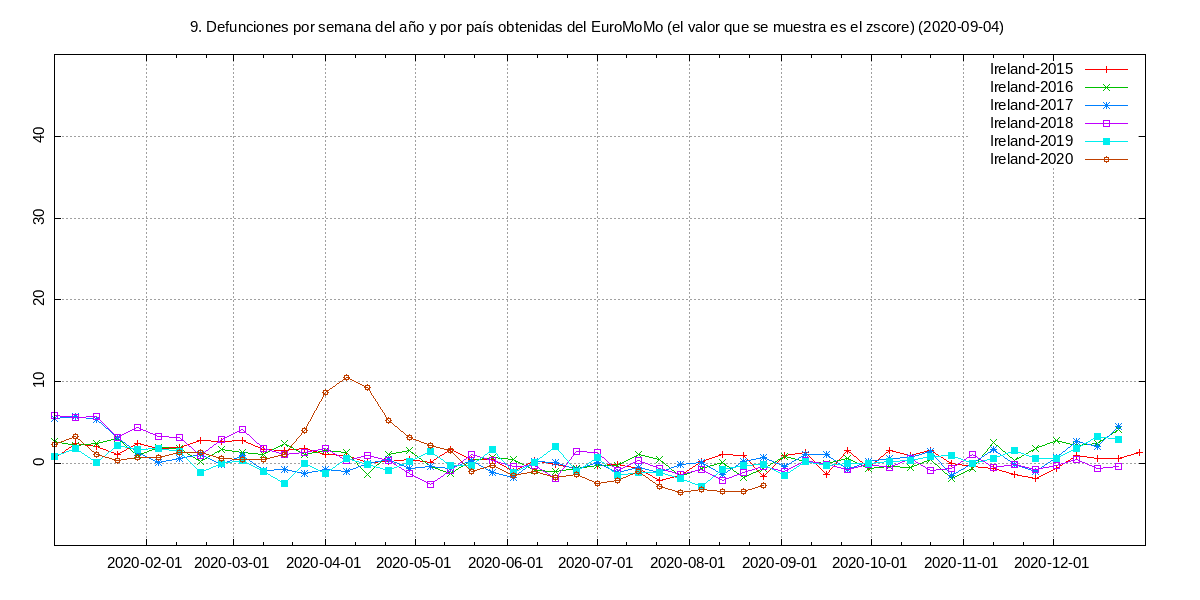 9. Defunciones por semana del año y por país obtenidas del EuroMoMo (el valor que se muestra es el zscore) (2020-09-04)
Ireland-2015
Ireland-2016
Ireland-2017
Ireland-2018
Ireland-2019
Ireland-2020
40
30
20
10
0
2020-02-01 2020-03-01 2020-04-01 2020-05-01 2020-06-01 2020-07-01 2020-08-01 2020-09-01 2020-10-01 2020-11-01 2020-12-01